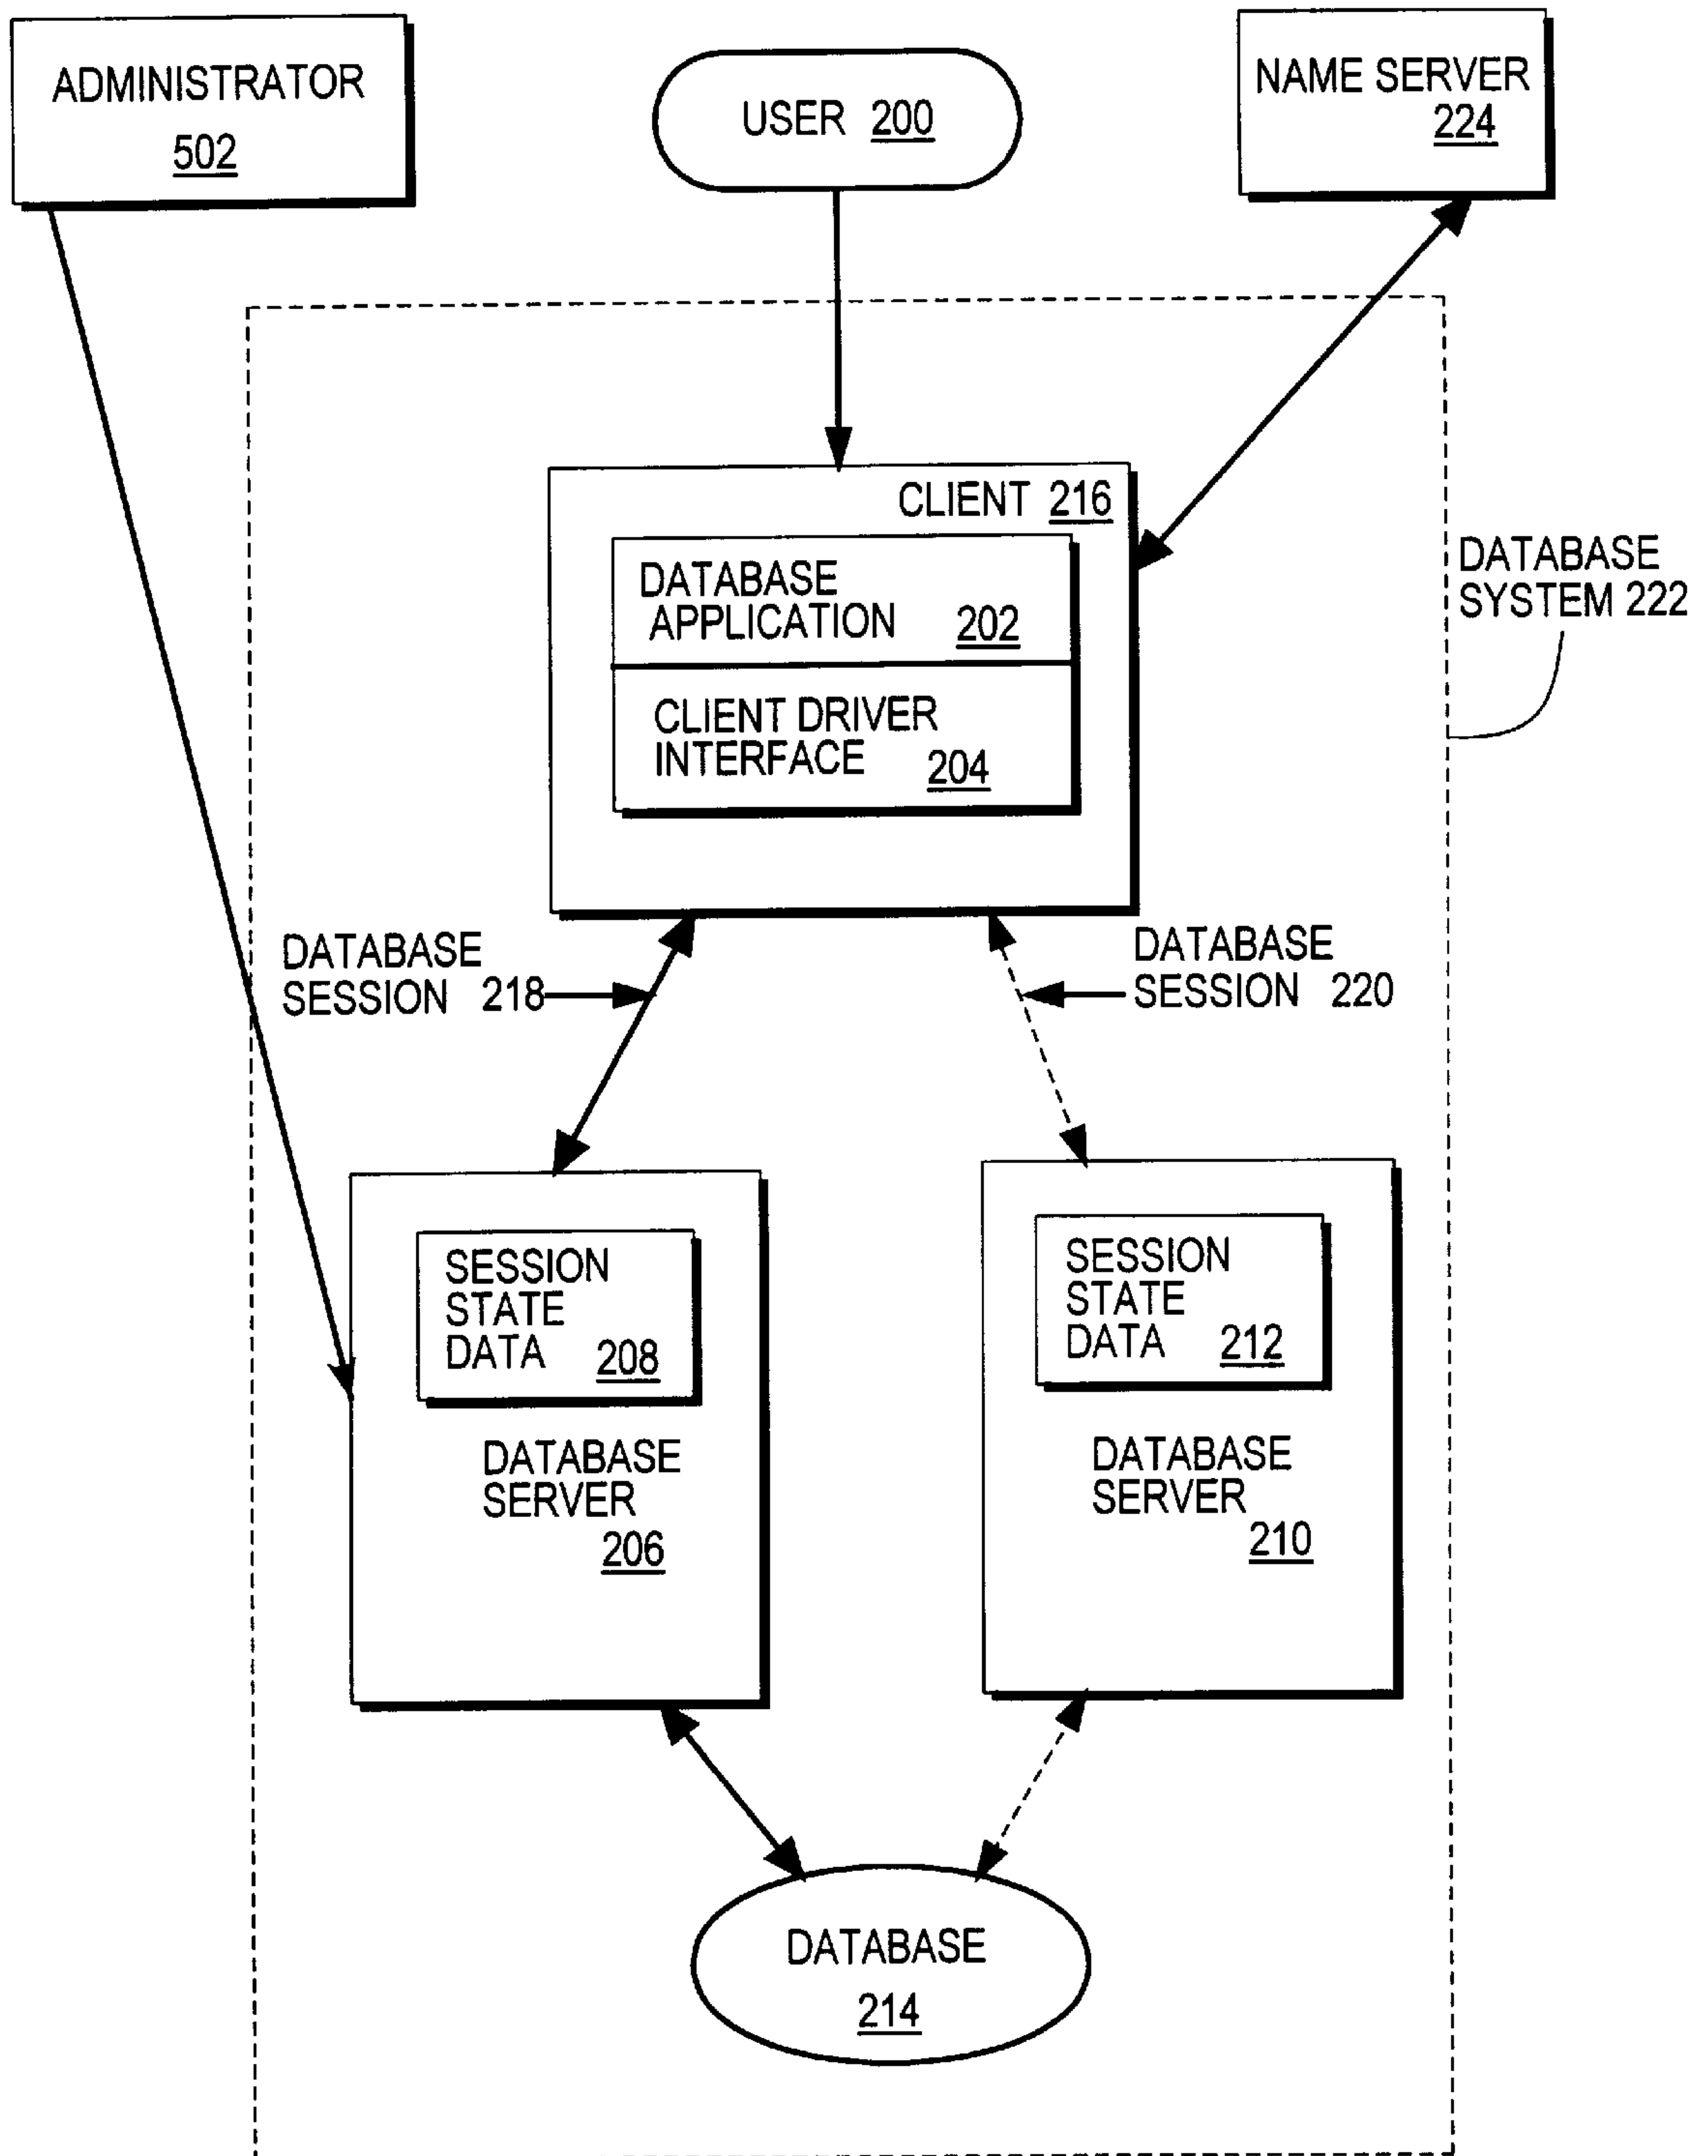 ADMINISTRATOR
502
USER 200
NAME SERVER
224
CLIENT 216
DATABASE
APPLICATION 202
CLIENT DRIVER
INTERFACE 204
DATABASE
SYSTEM 222
DATABASE
SESSION 218
DATABASE
SESSION 220
SESSION
STATE
DATA 208
DATABASE
SERVER
206
SESSION
STATE
DATA 212
DATABASE
SERVER
210
DATABASE
214